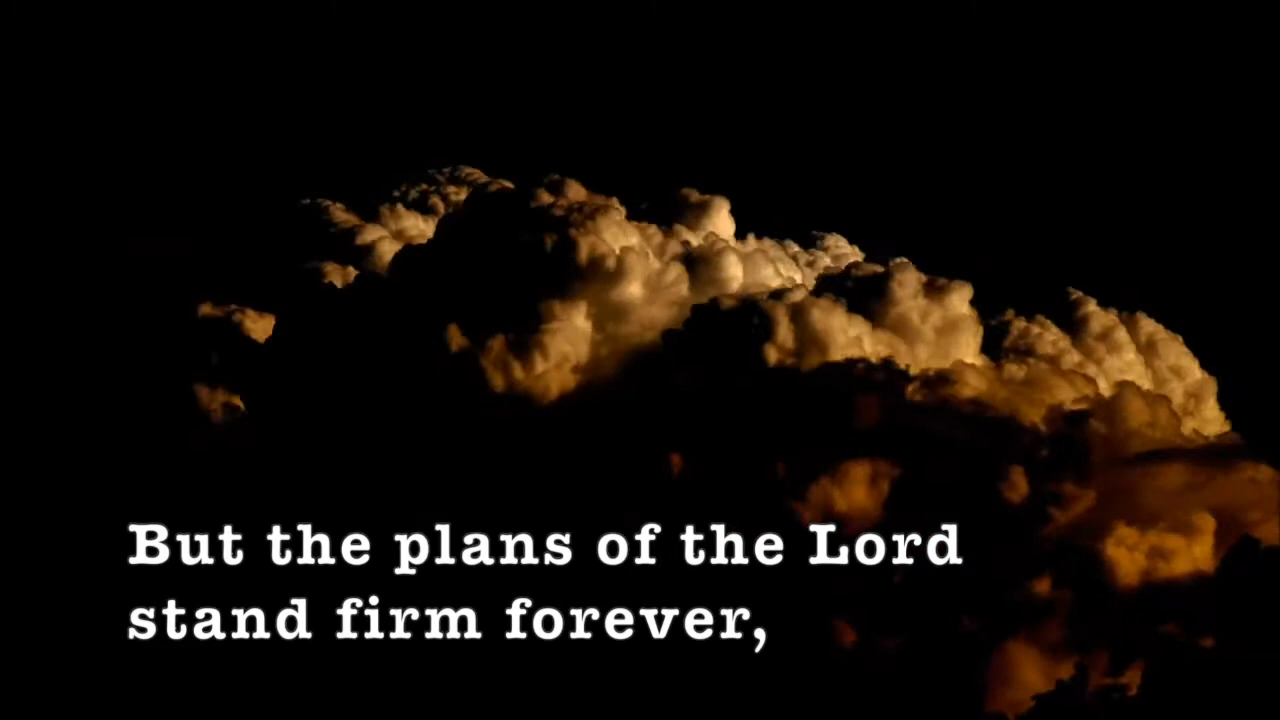 But the plans of the Lord
stand firm forever,